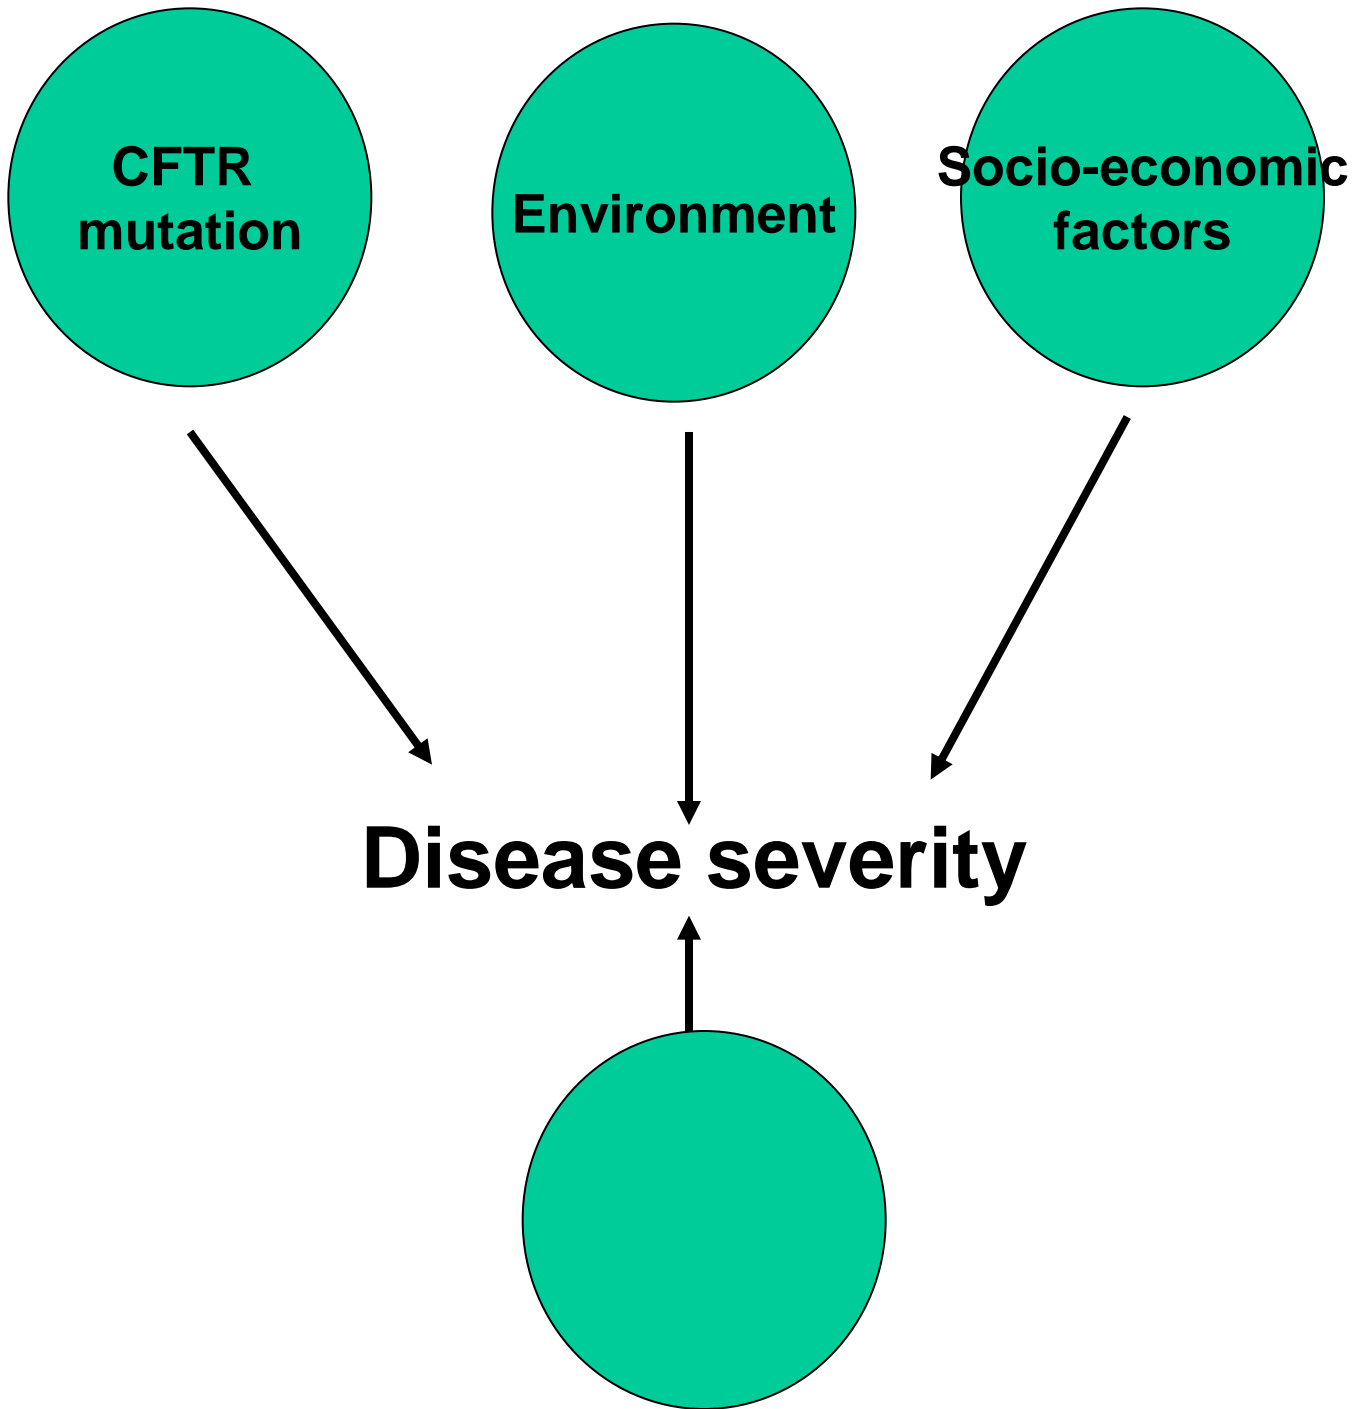 CFTR
mutation
Environment
Socio-economic
factors
Disease severity